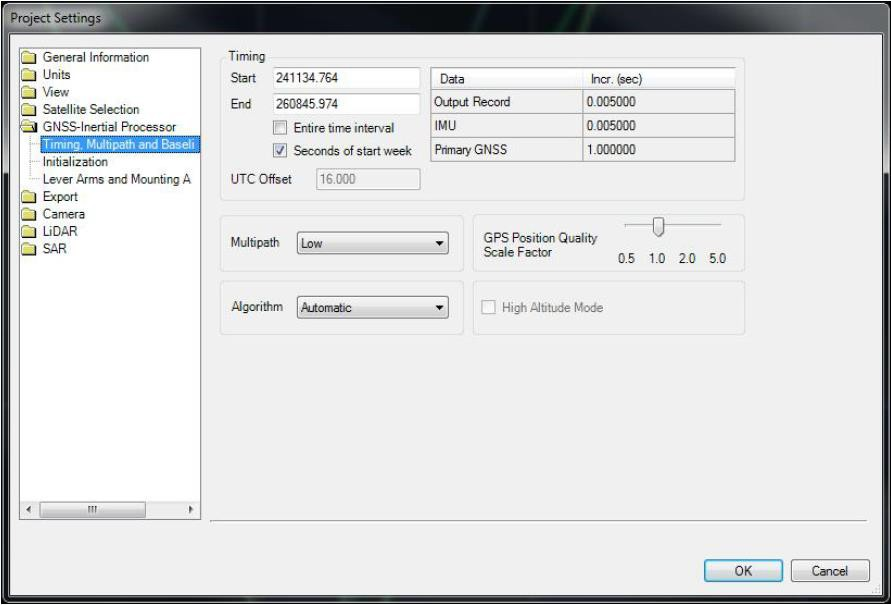 Project Settings
General Information
Units
View
Satellite Selection
GNSS-Inertial Processor
Timing, Multipath and Baseli
Initialization
Lever Arms and Mounting A
Export
Camera
LiDAR
SAR
Timing
Start 241134.764
End 260845.974
Entire time interval
Seconds of start week
UTC Offset 16.000
Data Incr. (sec)
Output Record 0.005000
IMU 0.005000
Primary GNSS 1.000000
Multipath Low
GPS Position Quality
Scale Factor
0.5 1.0 2.0 5.0
Algorithm Automatic
High Altitude Mode
OK Cancel